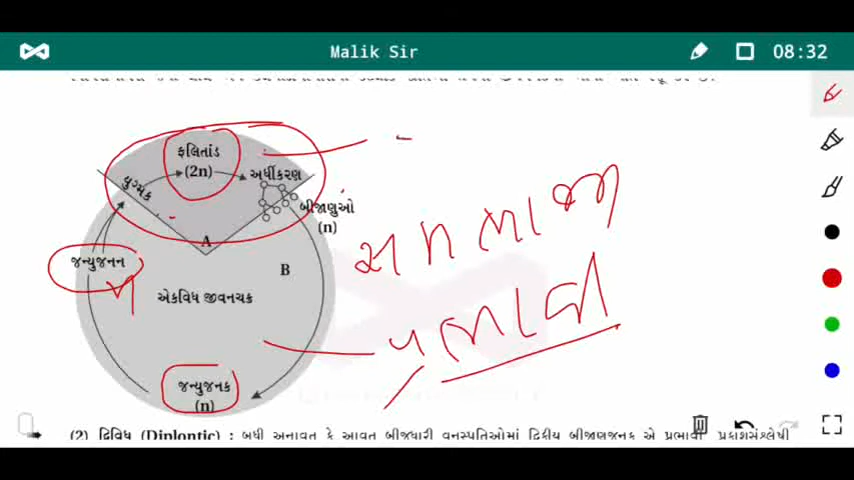 Malik Sir
08:32
ફલિતાંડ
(2n)
યુગ્મક
અર્ધીકરણ
બીજાણુઓ
(n)
A
જન્યુજનન
B
એકવિધ જીવનચક્ર
જન્યુજનક
(n)
પ્રભાવી
(2) દ્વિવિધ (Diplontic) : બધી અનાવૃત કે આવૃત બીજધારી વનસ્પતિઓમાં દ્વિકીય બીજાણુજનક એ પ્રભાવી પ્રકાશસંશ્લેષી